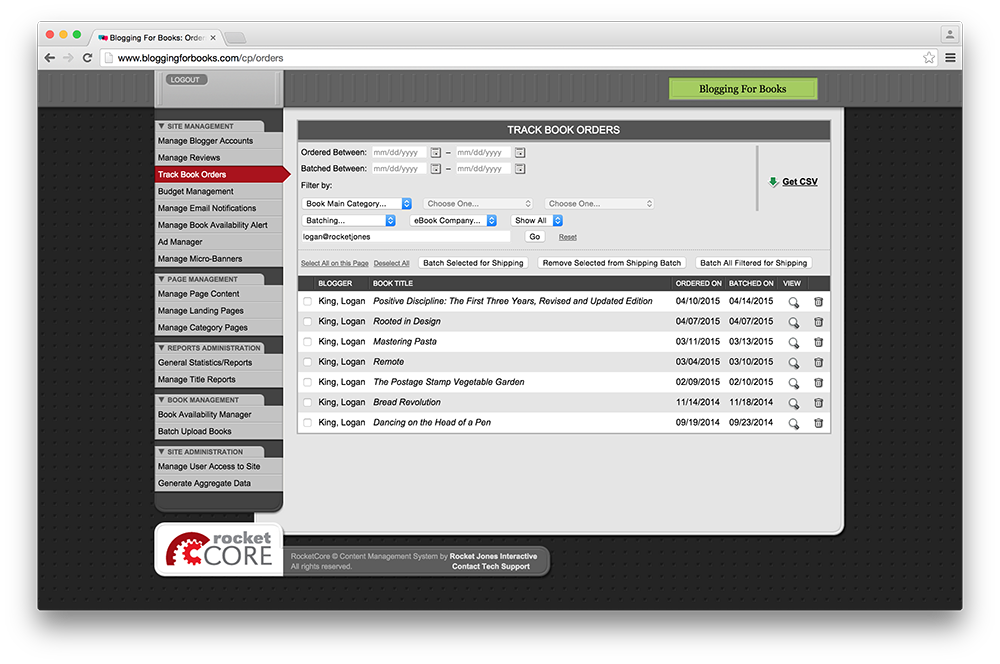 Blogging For Books: Orde
www.bloggingforbooks.com/cp/orders
LOGOUT
Blogging For Books
SITE MANAGEMENT
Manage Blogger Accounts
Manage Reviews
Track Book Orders
Budget Management
Manage Email Notifications
Manage Book Availability Alert
Ad Manager
Manage Micro-Banners
PAGE MANAGEMENT
Manage Page Content
Manage Landing Pages
Manage Category Pages
REPORTS ADMINISTRATION
General Statistics/Reports
Manage Title Reports
BOOK MANAGEMENT
Book Availability Manager
Batch Upload Books
SITE ADMINISTRATION
Manage User Access to Site
Generate Aggregate Data
TRACK BOOK ORDERS
Ordered Between: mm/dd/yyyy – mm/dd/yyyy
Batched Between: mm/dd/yyyy – mm/dd/yyyy
Filter by:
Get CSV
Book Main Category... Choose One... Choose One...
Batching... eBook Company... Show All
logan@rocketjones Go Reset
Select All on this Page Deselect All Batch Selected for Shipping Remove Selected from Shipping Batch Batch All Filtered for Shipping
BLOGGER BOOK TITLE ORDERED ON BATCHED ON VIEW
King, Logan Positive Discipline: The First Three Years, Revised and Updated Edition 04/10/2015 04/14/2015
King, Logan Rooted in Design 04/07/2015 04/07/2015
King, Logan Mastering Pasta 03/11/2015 03/13/2015
King, Logan Remote 03/04/2015 03/10/2015
King, Logan The Postage Stamp Vegetable Garden 02/09/2015 02/10/2015
King, Logan Bread Revolution 11/14/2014 11/18/2014
King, Logan Dancing on the Head of a Pen 09/19/2014 09/23/2014
rocket
CORE
RocketCore © Content Management System by Rocket Jones Interactive
All rights reserved. Contact Tech Support